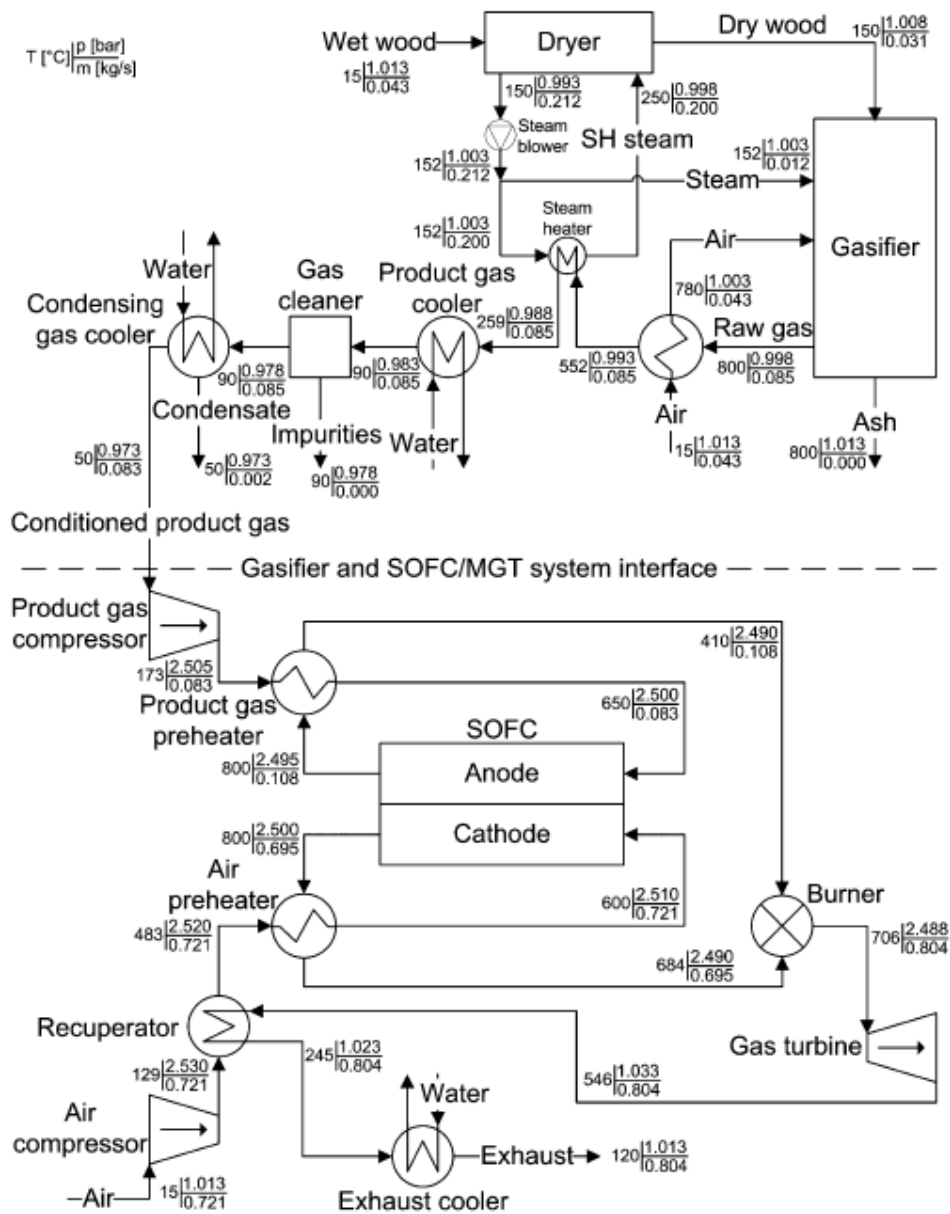 T [°C] p [bar]
m [kg/s]
Wet wood
15 1.013
0.043
Dryer
Dry wood
150 1.008
0.031
150 0.993
0.212
250 0.998
0.200
Steam
blower
SH steam
152 1.003
0.212
152 1.003
0.012
Steam
152 1.003
0.200
Steam
heater
Air
Gasifier
780 1.003
0.043
Water
Condensing
gas cooler
Gas
cleaner
Product gas
cooler
259 0.988
0.085
Raw gas
90 0.978
0.085
90 0.983
0.085
552 0.993
0.085
800 0.998
0.085
Condensate
Impurities
Water
Air
Ash
50 0.973
0.083
50 0.973
0.002
90 0.978
0.000
15 1.013
0.043
800 1.013
0.000
Conditioned product gas
Gasifier and SOFC/MGT system interface
Product gas
compressor
410 2.490
0.108
173 2.505
0.083
Product gas
preheater
650 2.500
0.083
SOFC
800 2.495
0.108
Anode
Cathode
800 2.500
0.695
Air
preheater
600 2.510
0.721
Burner
483 2.520
0.721
684 2.490
0.695
706 2.488
0.804
Recuperator
245 1.023
0.804
Gas turbine
129 2.530
0.721
546 1.033
0.804
Air
compressor
Water
Exhaust
120 1.013
0.804
Air
15 1.013
0.721
Exhaust cooler